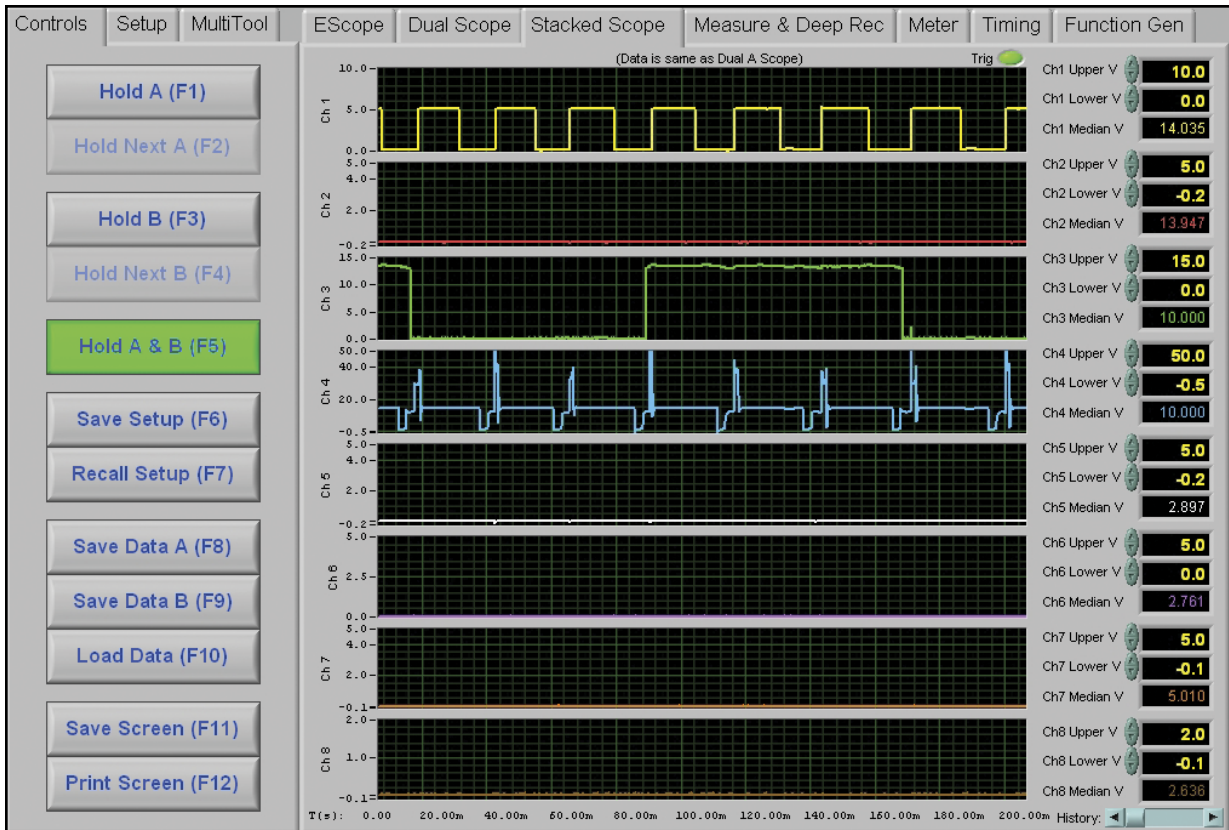 Controls Setup MultiTool
EScope Dual Scope Stacked Scope Measure & Deep Rec Meter Timing Function Gen
Hold A (F1)
Hold Next A (F2)
Hold B (F3)
Hold Next B (F4)
Hold A & B (F5)
Save Setup (F6)
Recall Setup (F7)
Save Data A (F8)
Save Data B (F9)
Load Data (F10)
Save Screen (F11)
Print Screen (F12)
(Data is same as Dual A Scope)
Trig
Ch 1
10.0
5.0
0.0
Ch1 Upper V 10.0
Ch1 Lower V 0.0
Ch1 Median V 14.035
Ch 2
5.0
4.0
2.0
-0.2
Ch2 Upper V 5.0
Ch2 Lower V -0.2
Ch2 Median V 13.947
Ch 3
15.0
10.0
5.0
0.0
Ch3 Upper V 15.0
Ch3 Lower V 0.0
Ch3 Median V 10.000
Ch 4
50.0
40.0
20.0
-0.5
Ch4 Upper V 50.0
Ch4 Lower V -0.5
Ch4 Median V 10.000
Ch 5
5.0
4.0
2.0
-0.2
Ch5 Upper V 5.0
Ch5 Lower V -0.2
Ch5 Median V 2.897
Ch 6
5.0
2.5
0.0
Ch6 Upper V 5.0
Ch6 Lower V 0.0
Ch6 Median V 2.761
Ch 7
5.0
4.0
2.0
-0.1
Ch7 Upper V 5.0
Ch7 Lower V -0.1
Ch7 Median V 5.010
Ch 8
2.0
1.0
-0.1
Ch8 Upper V 2.0
Ch8 Lower V -0.1
Ch8 Median V 2.636
T(s): 0.00 20.00m 40.00m 60.00m 80.00m 100.00m 120.00m 140.00m 160.00m 180.00m 200.00m
History: